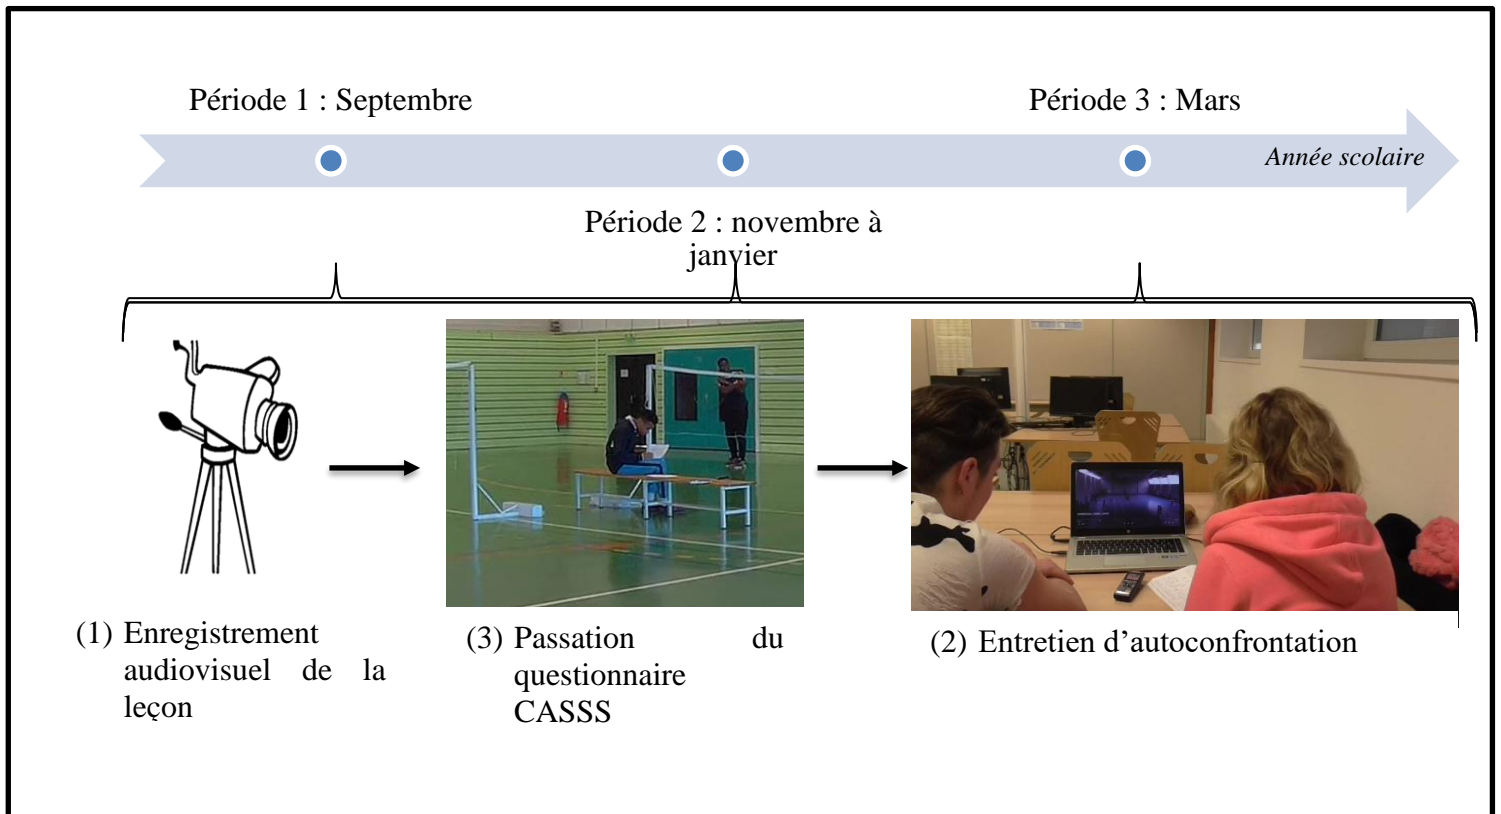 Période 1 : Septembre
Période 3 : Mars
Année scolaire
Période 2 : novembre à
janvier
(1) Enregistrement
audiovisuel de la
leçon
(3) Passation du
questionnaire
CASSS
(2) Entretien d’autoconfrontation